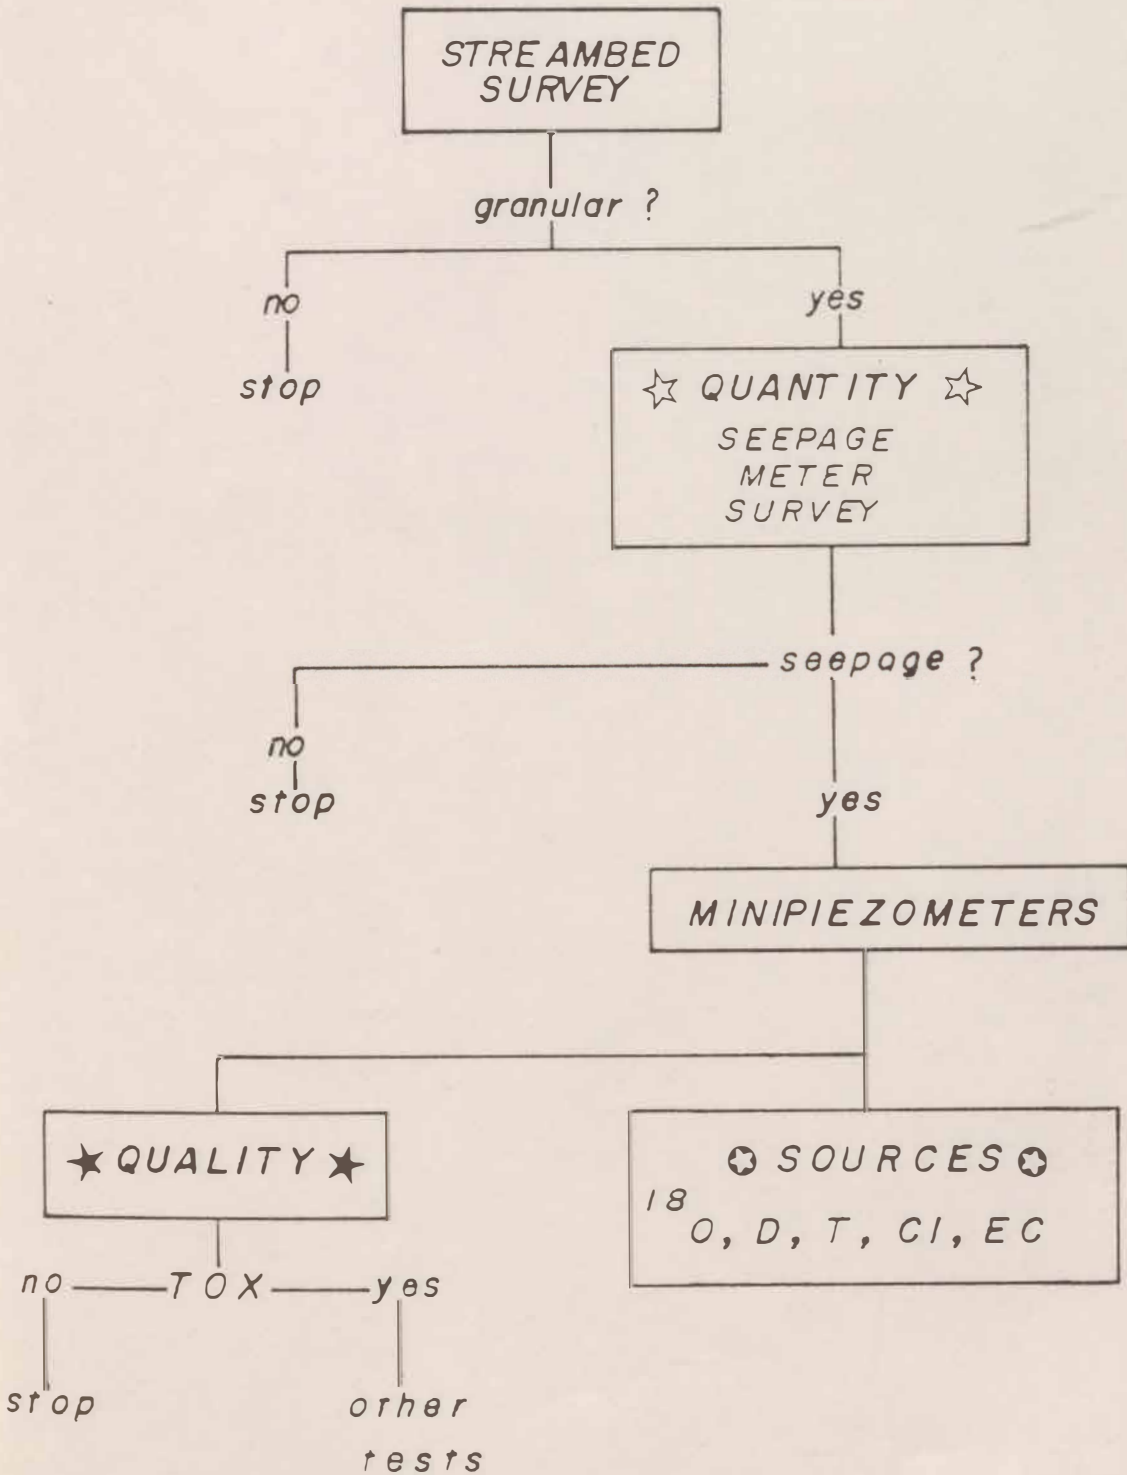 STREAMBED
SURVEY
granular ?
no
yes
stop
QUANTITY
SEEPAGE
METER
SURVEY
seepage ?
no
stop
yes
MINIPIEZOMETERS
QUALITY
SOURCES
18O, D, T, Cl, EC
no TOX yes
stop
other
tests